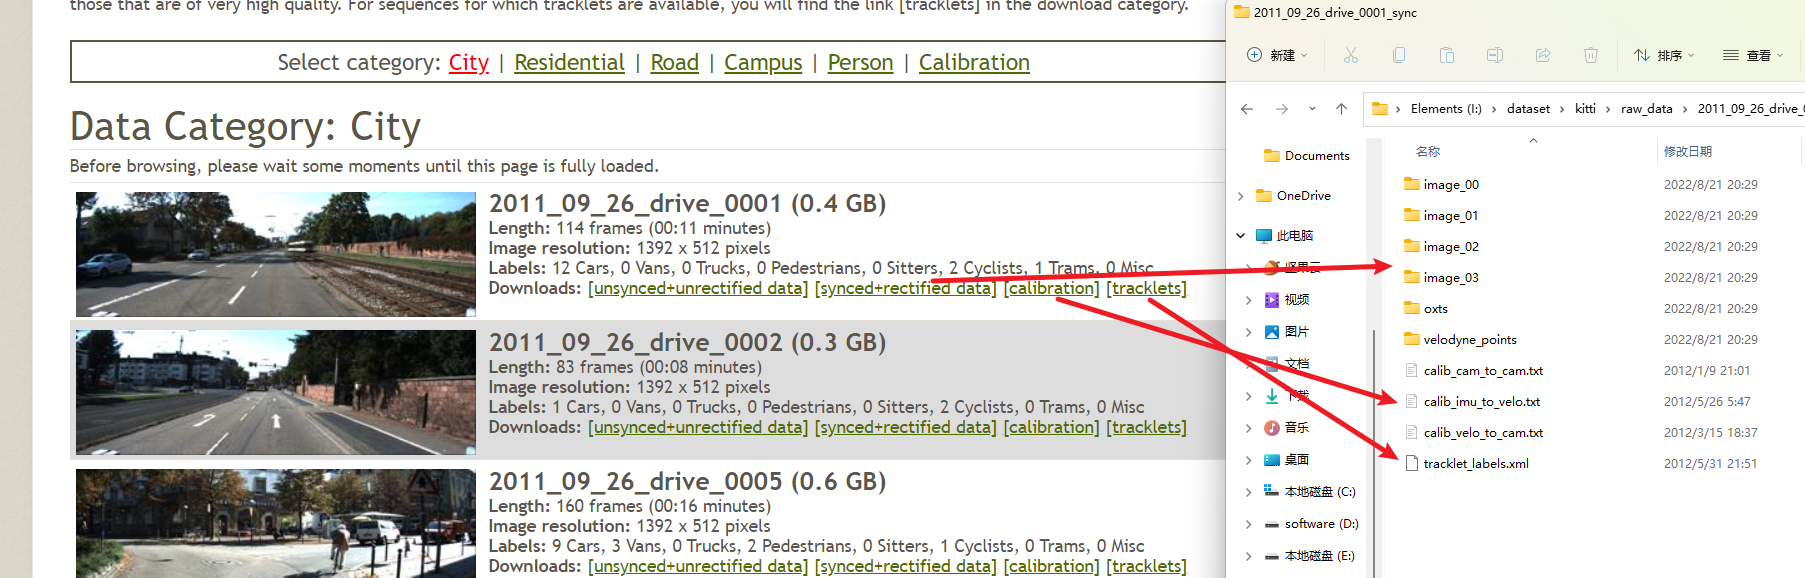 those that are of very high quality. For sequences for which tracklets are available, you will find the link [tracklets] in the download category.
Select category: City | Residential | Road | Campus | Person | Calibration
Data Category: City
Before browsing, please wait some moments until this page is fully loaded.
2011_09_26_drive_0001 (0.4 GB)
Length: 114 frames (00:11 minutes)
Image resolution: 1392 x 512 pixels
Labels: 12 Cars, 0 Vans, 0 Trucks, 0 Pedestrians, 0 Sitters, 2 Cyclists, 1 Trams, 0 Misc
Downloads: [unsynced+unrectified data] [synced+rectified data] [calibration] [tracklets]
2011_09_26_drive_0002 (0.3 GB)
Length: 83 frames (00:08 minutes)
Image resolution: 1392 x 512 pixels
Labels: 1 Cars, 0 Vans, 0 Trucks, 0 Pedestrians, 0 Sitters, 2 Cyclists, 0 Trams, 0 Misc
Downloads: [unsynced+unrectified data] [synced+rectified data] [calibration] [tracklets]
2011_09_26_drive_0005 (0.6 GB)
Length: 160 frames (00:16 minutes)
Image resolution: 1392 x 512 pixels
Labels: 9 Cars, 3 Vans, 0 Trucks, 2 Pedestrians, 0 Sitters, 1 Cyclists, 0 Trams, 0 Misc
Downloads: [unsynced+unrectified data] [synced+rectified data] [calibration] [tracklets]
2011_09_26_drive_0001_sync
新建 排序 查看
Elements (I:) > dataset > kitti > raw_data > 2011_09_26_drive_0
Documents
OneDrive
此电脑
坚果云
视频
图片
文档
下载
音乐
桌面
本地磁盘 (C:)
software (D:)
本地磁盘 (E:)
名称 修改日期
image_00 2022/8/21 20:29
image_01 2022/8/21 20:29
image_02 2022/8/21 20:29
image_03 2022/8/21 20:29
oxts 2022/8/21 20:29
velodyne_points 2022/8/21 20:29
calib_cam_to_cam.txt 2012/1/9 21:01
calib_imu_to_velo.txt 2012/5/26 5:47
calib_velo_to_cam.txt 2012/3/15 18:37
tracklet_labels.xml 2012/5/31 21:51